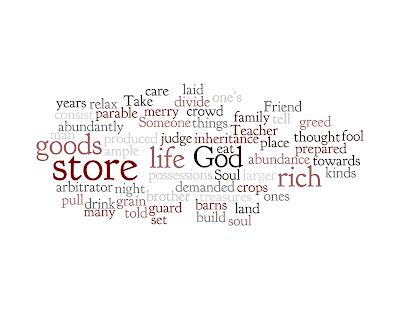 care laid
years relax Take divide one's
consist parable merry crowd Friend
abundantly Someone things family tell greed
man produced judge inheritance Teacher thought fool
goods ample eat place prepared
store life God abundance towards
possessions Soul larger rich kinds
arbitrator night demanded crops
pull drink grain brother treasures ones
many told guard barns land
set build soul